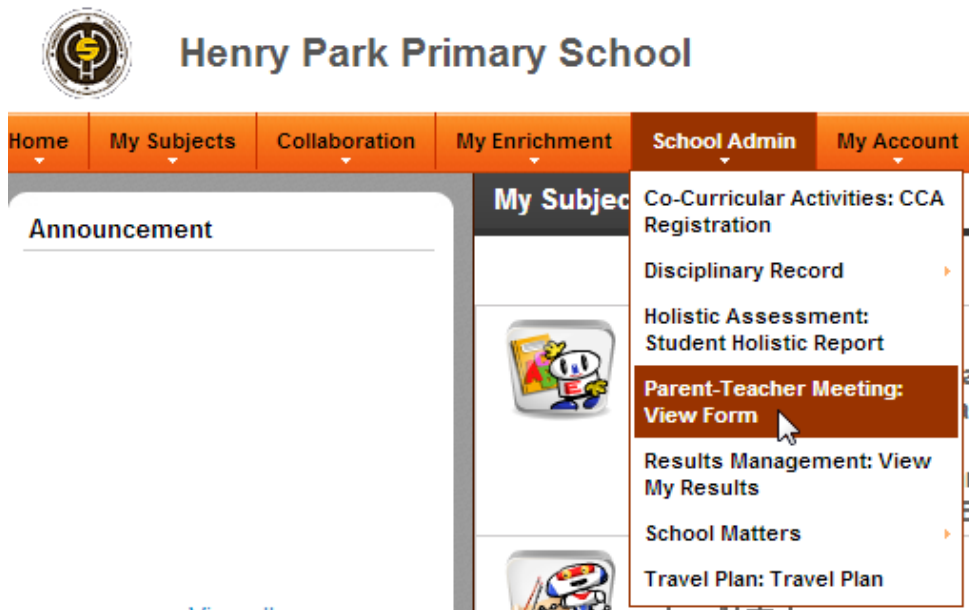 Henry Park Primary School
Home My Subjects Collaboration My Enrichment School Admin My Account
Announcement
My Subjec
Co-Curricular Activities: CCA
Registration
Disciplinary Record
Holistic Assessment:
Student Holistic Report
Parent-Teacher Meeting:
View Form
Results Management: View
My Results
School Matters
Travel Plan: Travel Plan